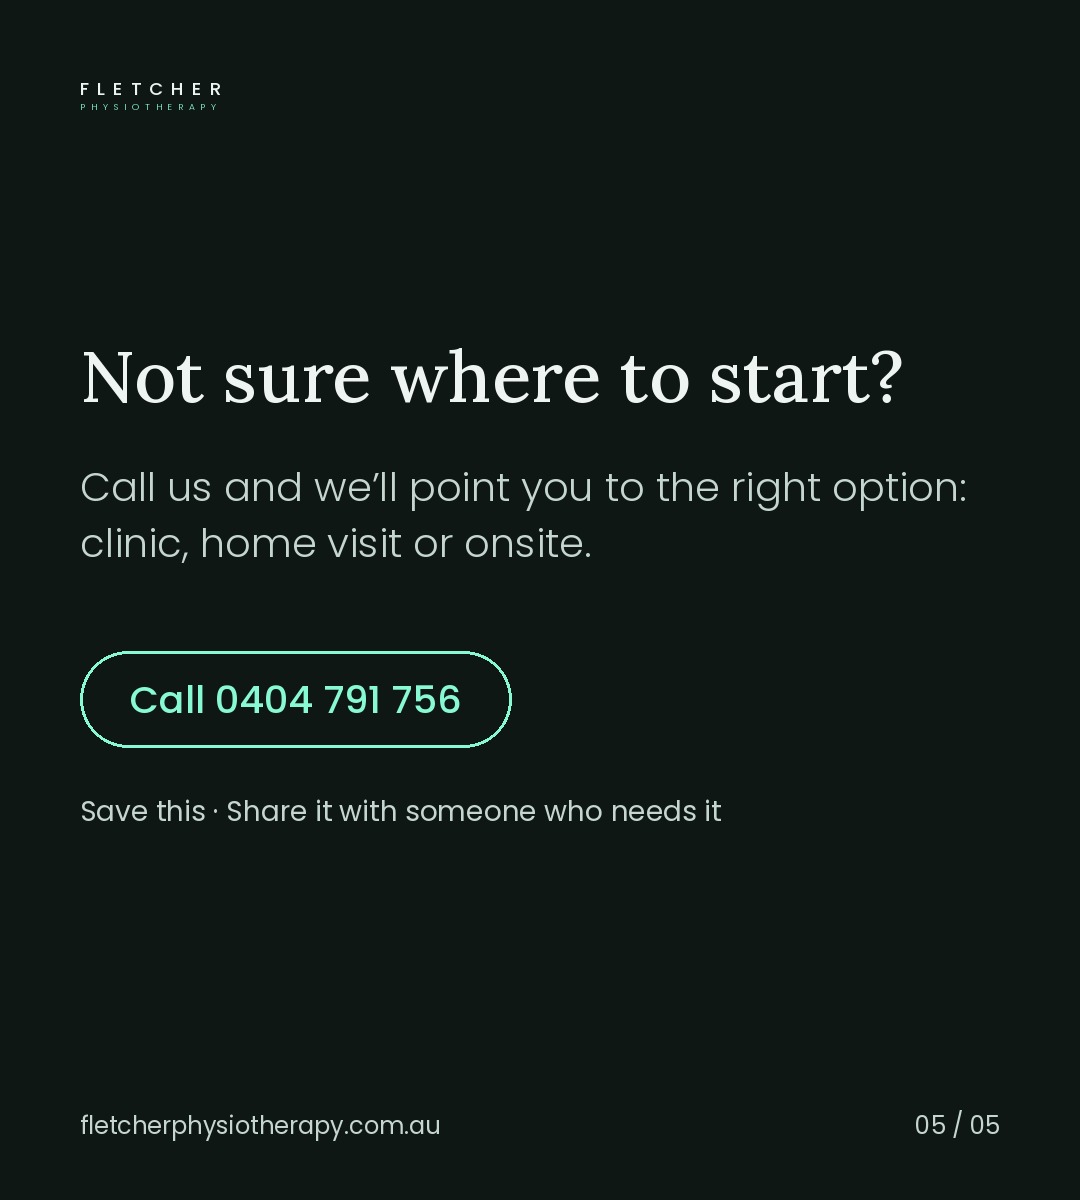 FLETCHER
PHYSIOTHERAPY
Not sure where to start?
Call us and we’ll point you to the right option:
clinic, home visit or onsite.
Call 0404 791 756
Save this · Share it with someone who needs it
fletcherphysiotherapy.com.au
05 / 05